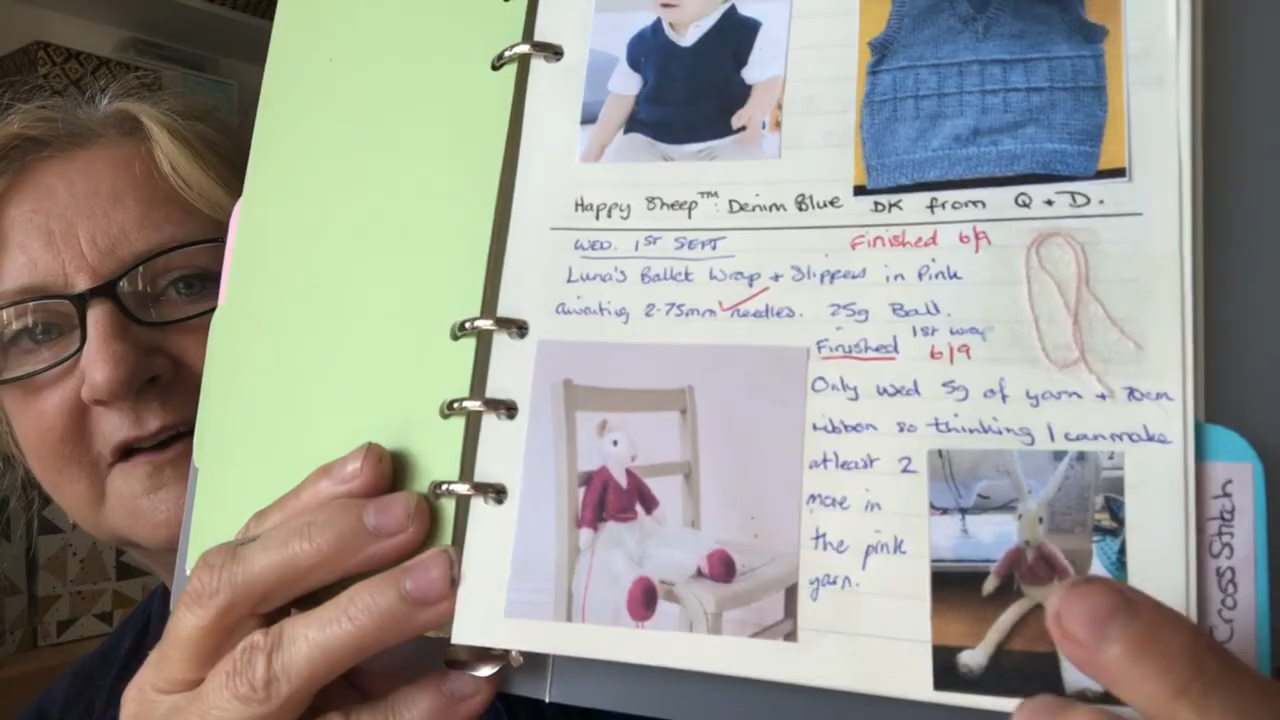 Happy Sheep™: Denim Blue DK from Q + D.
WED. 1ST SEPT Finished 6/9
Luna's Ballet Wrap + Slippers in Pink
awaiting 2.75mm needles. 25g Ball.
Finished 1st wrap 6/9
Only wed 5g of yarn + 70cm
ribbon so thinking I can make
atleast 2
more in
the pink
yarn.
Cross Stitch